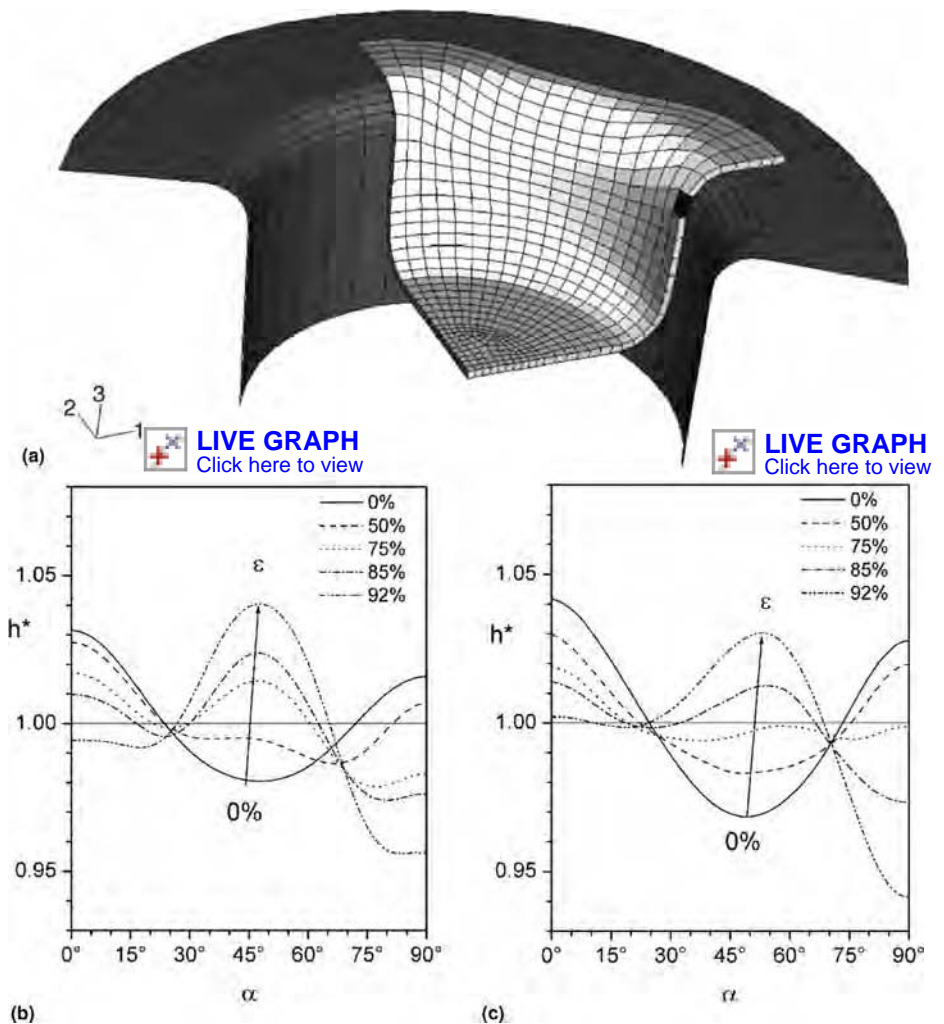 2 3 1
(a)
LIVE GRAPH
Click here to view
LIVE GRAPH
Click here to view
0%
50%
75%
85%
92%
ε
1.05
h*
1.00
0.95
0%
0° 15° 30° 45° 60° 75° 90°
α
(b)
0%
50%
75%
85%
92%
ε
1.05
h*
1.00
0.95
0%
0° 15° 30° 45° 60° 75° 90°
α
(c)